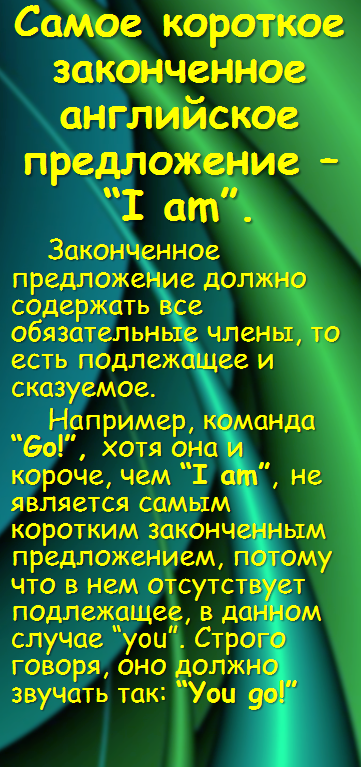 Самое короткое
законченное
английское
предложение –
“I am”.
Законченное
предложение должно
содержать все
обязательные члены, то
есть подлежащее и
сказуемое.
Например, команда
“Go!”, хотя она и
короче, чем “I am”, не
является самым
коротким законченным
предложением, потому
что в нем отсутствует
подлежащее, в данном
случае “you”. Строго
говоря, оно должно
звучать так: “You go!”